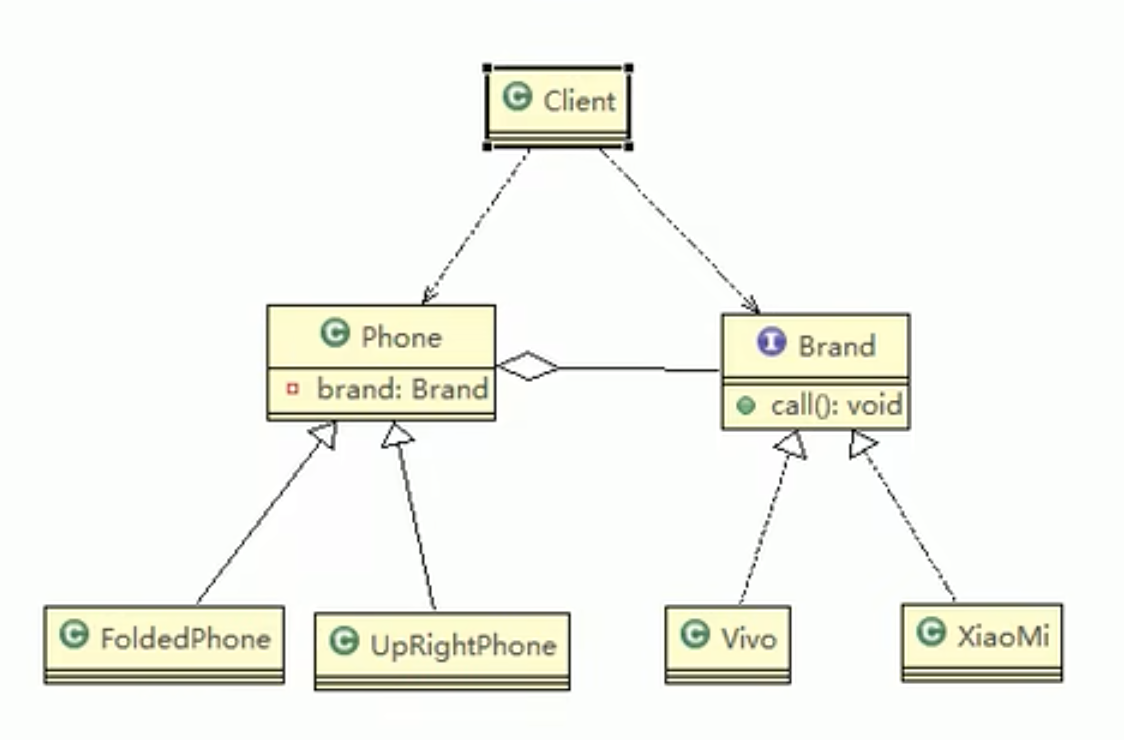 Client
Phone
brand: Brand
Brand
call(): void
FoldedPhone
UpRightPhone
Vivo
XiaoMi